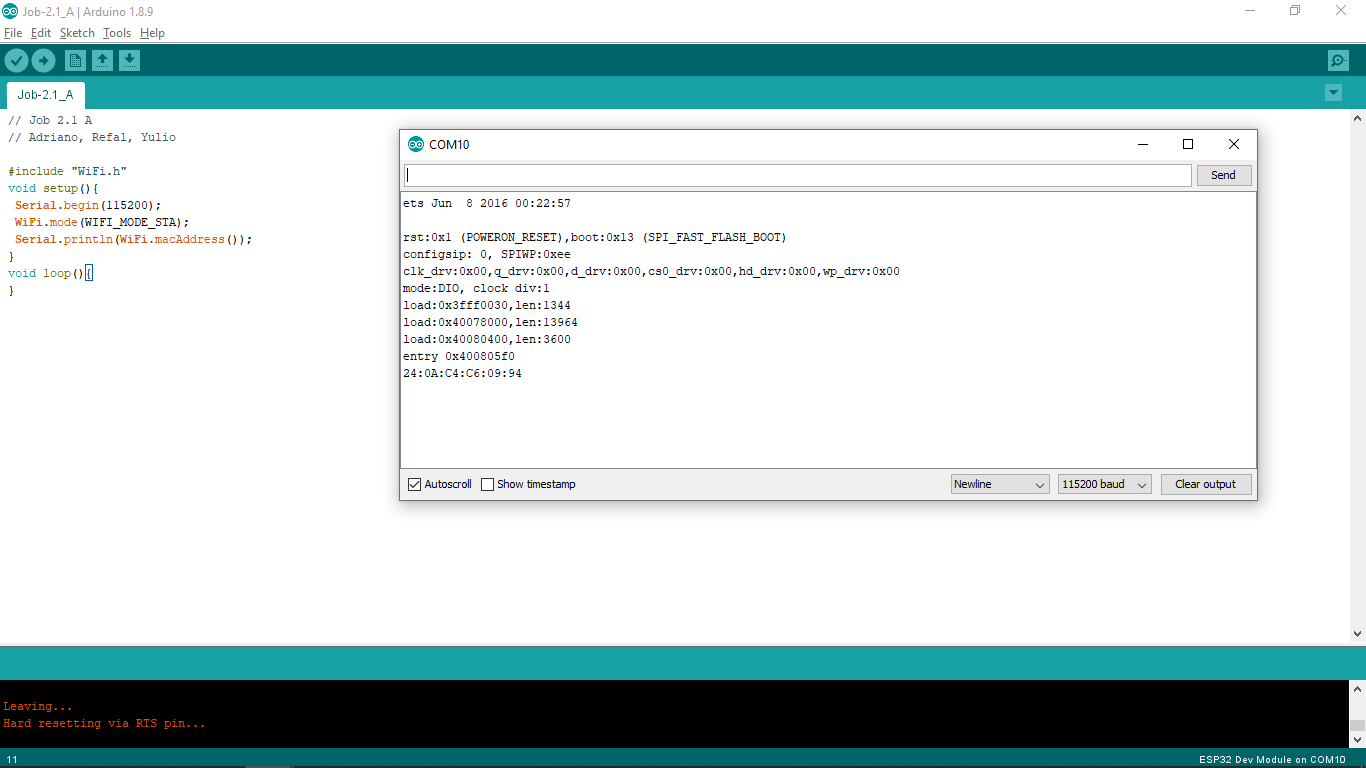 Job-2.1_A | Arduino 1.8.9
File Edit Sketch Tools Help
Job-2.1_A
// Job 2.1 A
// Adriano, Refal, Yulio
#include "WiFi.h"
void setup(){
Serial.begin(115200);
WiFi.mode(WIFI_MODE_STA);
Serial.println(WiFi.macAddress());
}
void loop(){
}
COM10
Send
ets Jun  8 2016 00:22:57
rst:0x1 (POWERON_RESET),boot:0x13 (SPI_FAST_FLASH_BOOT)
configsip: 0, SPIWP:0xee
clk_drv:0x00,q_drv:0x00,d_drv:0x00,cs0_drv:0x00,hd_drv:0x00,wp_drv:0x00
mode:DIO, clock div:1
load:0x3fff0030,len:1344
load:0x40078000,len:13964
load:0x40080400,len:3600
entry 0x400805f0
24:0A:C4:C6:09:94
Autoscroll Show timestamp Newline 115200 baud Clear output
Leaving...
Hard resetting via RTS pin...
11 ESP32 Dev Module on COM10